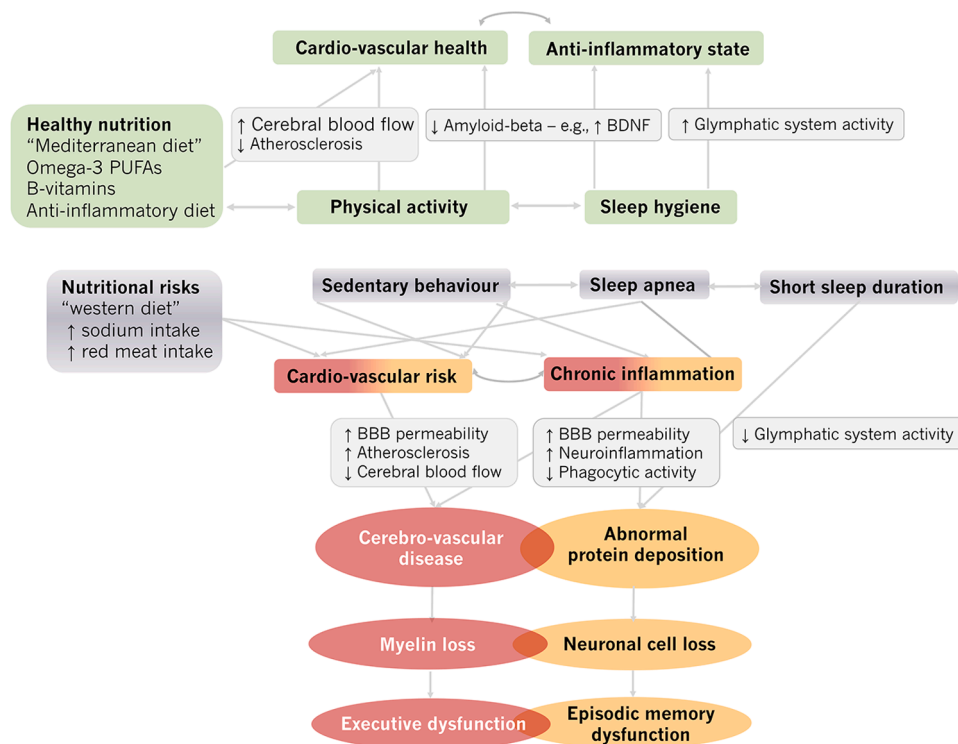 Cardio-vascular health
Anti-inflammatory state
Healthy nutrition
“Mediterranean diet”
Omega-3 PUFAs
B-vitamins
Anti-inflammatory diet
↑ Cerebral blood flow
↓ Atherosclerosis
↓ Amyloid-beta – e.g., ↑ BDNF
↑ Glymphatic system activity
Physical activity
Sleep hygiene
Nutritional risks
“western diet”
↑ sodium intake
↑ red meat intake
Sedentary behaviour
Sleep apnea
Short sleep duration
Cardio-vascular risk
Chronic inflammation
↑ BBB permeability
↑ Atherosclerosis
↓ Cerebral blood flow
↑ BBB permeability
↑ Neuroinflammation
↓ Phagocytic activity
↓ Glymphatic system activity
Cerebro-vascular
disease
Abnormal
protein deposition
Myelin loss
Neuronal cell loss
Executive dysfunction
Episodic memory
dysfunction